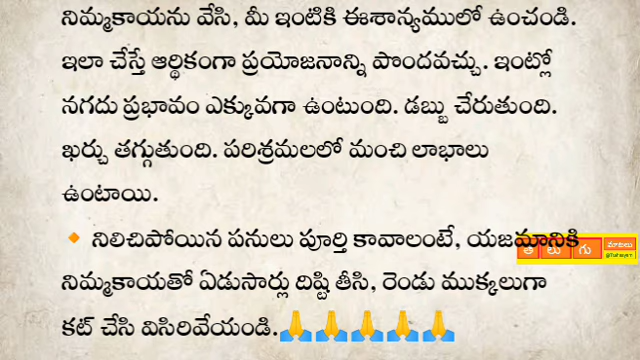 నిమ్మకాయను వేసి, మీ ఇంటికి ఈశాన్యములో ఉంచండి.
ఇలా చేస్తే ఆర్థికంగా ప్రయోజనాన్ని పొందవచ్చు. ఇంట్లో
నగదు ప్రభావం ఎక్కువగా ఉంటుంది. డబ్బు చేరుతుంది.
ఖర్చు తగ్గుతుంది. పరిశ్రమలలో మంచి లాభాలు
ఉంటాయి.
🔸 నిలిచిపోయిన పనులు పూర్తి కావాలంటే, యజమానికి
తెలుగు మాటలు
నిమ్మకాయతో ఏడుసార్లు దిష్టి తీసి, రెండు ముక్కలుగా
కట్ చేసి విసిరివేయండి.🙏🙏🙏🙏🙏